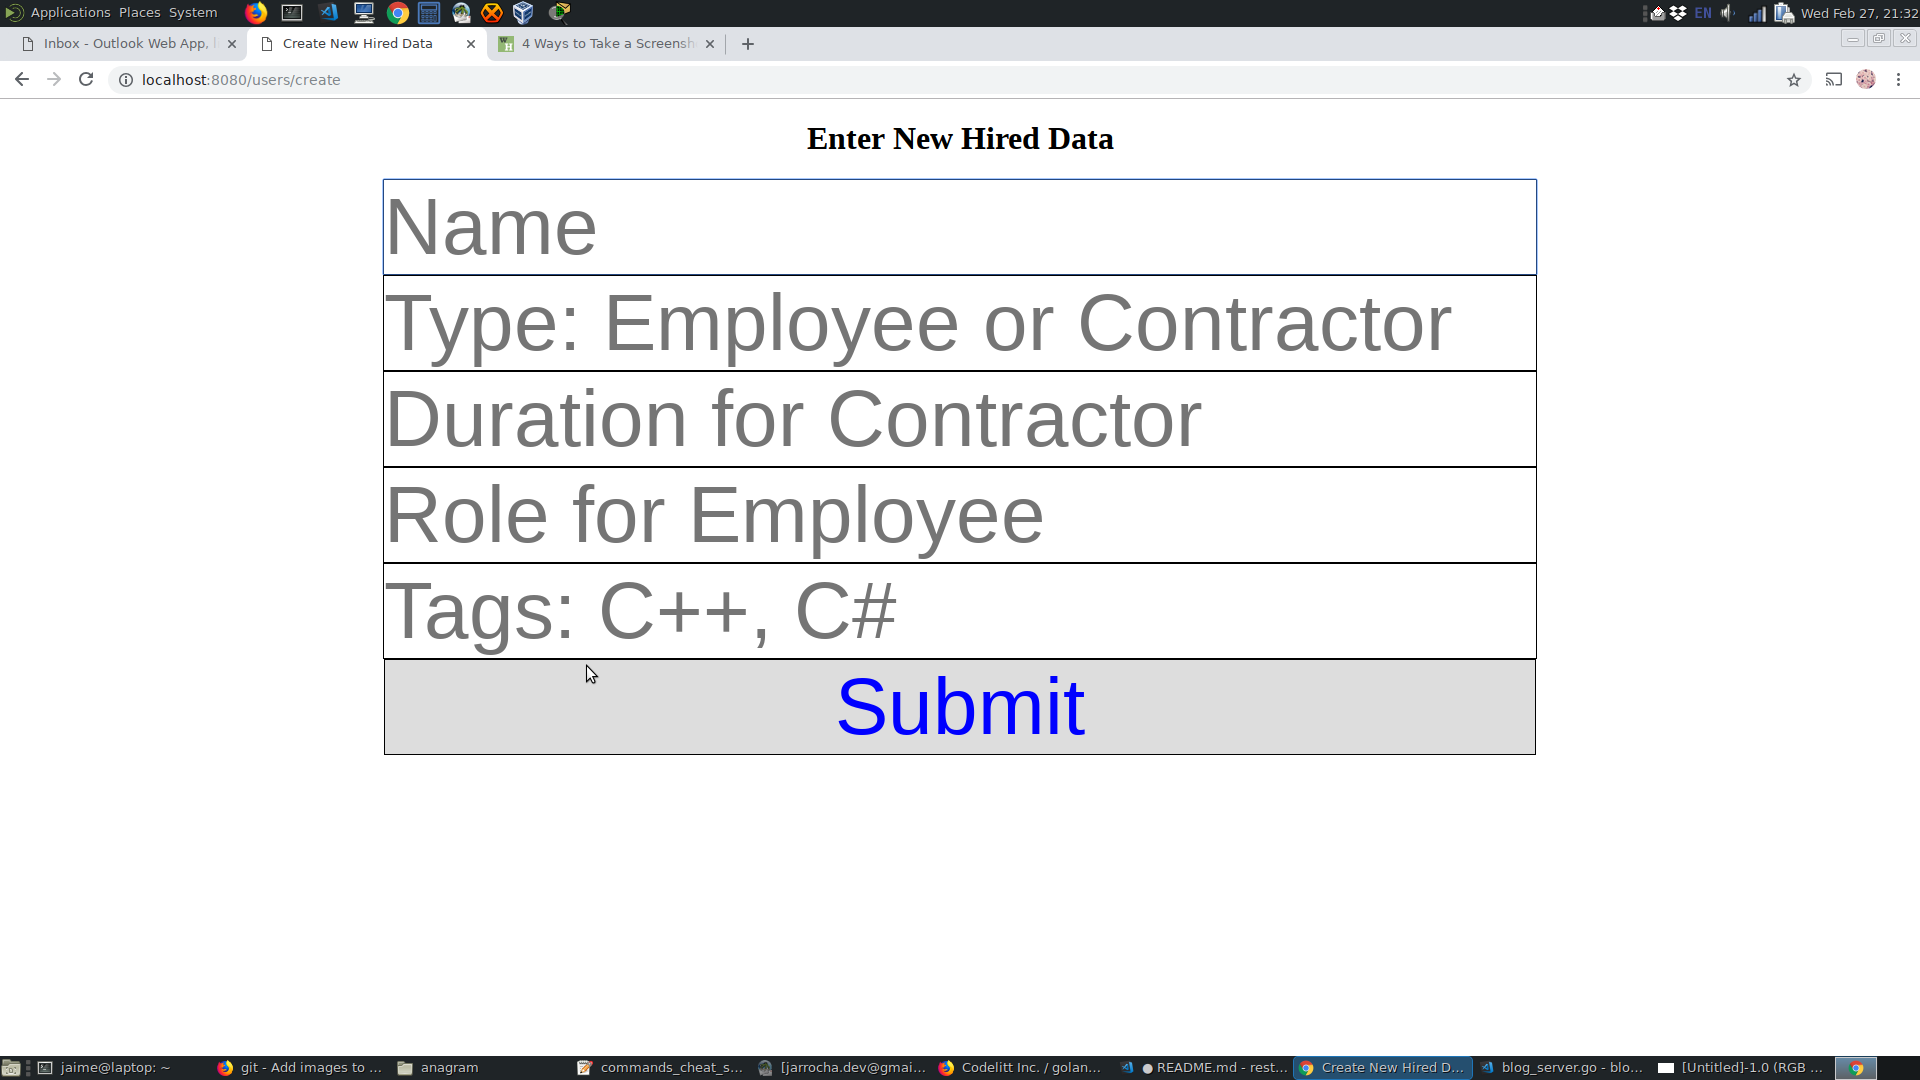 Applications Places System
EN
Wed Feb 27, 21:32
Inbox - Outlook Web App,
Create New Hired Data
4 Ways to Take a Screensh
localhost:8080/users/create
Enter New Hired Data
Name
Type: Employee or Contractor
Duration for Contractor
Role for Employee
Tags: C++, C#
Submit
jaime@laptop: ~
git - Add images to ...
anagram
commands_cheat_s...
[jarrocha.dev@gmai...
Codelitt Inc. / golan...
● README.md - rest...
Create New Hired D...
blog_server.go - blo...
[Untitled]-1.0 (RGB ...